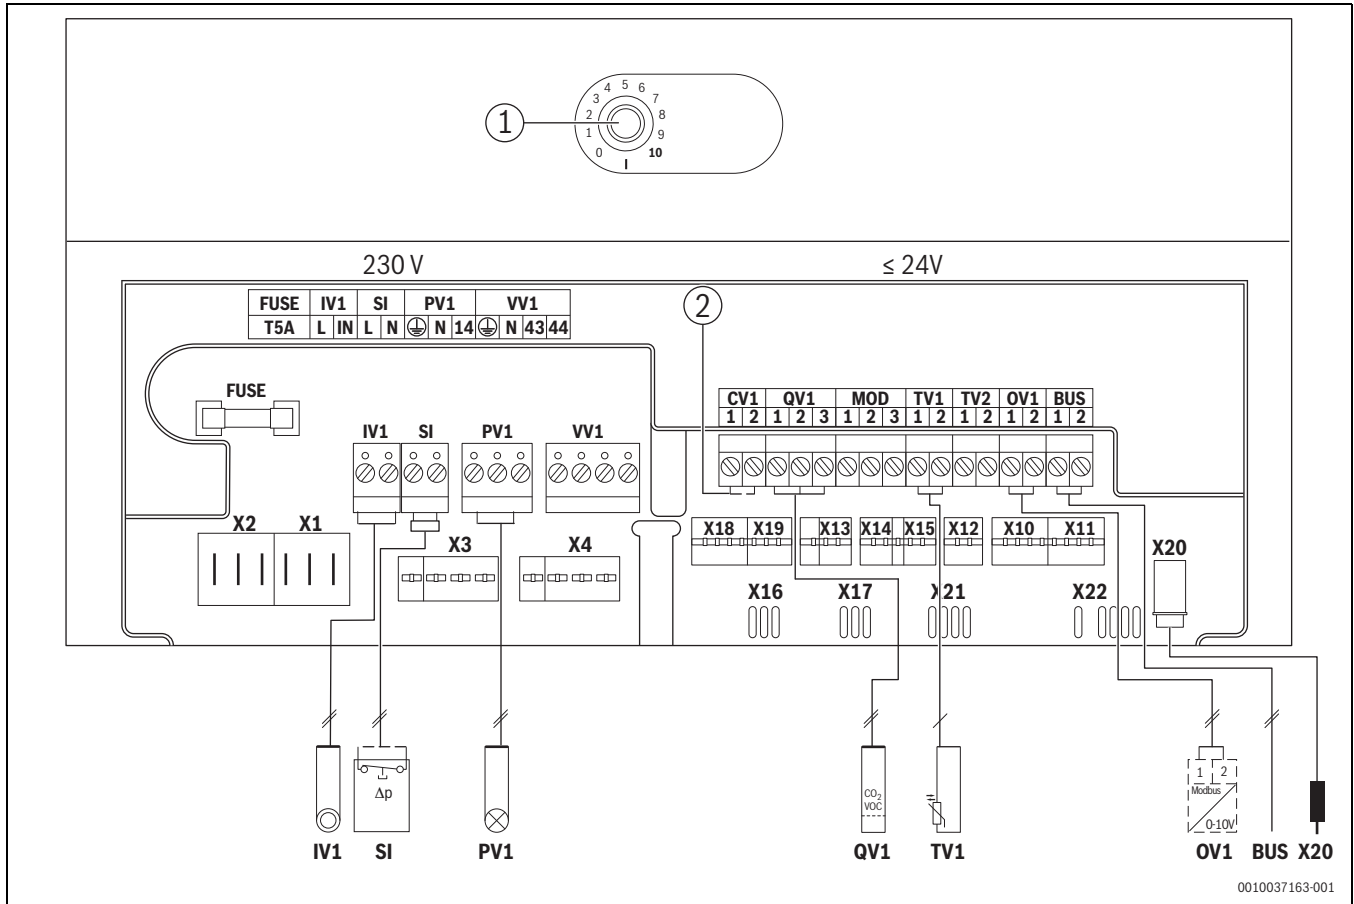 4 5 6
3 7
2 8
1 9
0 10
I
1
230 V ≤ 24V
FUSE IV1 SI PV1 VV1
T5A L IN L N N 14 N 43 44
2
FUSE
CV1 QV1 MOD TV1 TV2 OV1 BUS
1 2 1 2 3 1 2 3 1 2 1 2 1 2 1 2
IV1 SI PV1 VV1
X2 X1
X3 X4
X18 X19 X13 X14 X15 X12 X10 X11
X20
X16 X17 X21 X22
Δp
CO2
VOC
1 2
Modbus
0-10V
IV1 SI PV1 QV1 TV1 OV1 BUS X20
0010037163-001